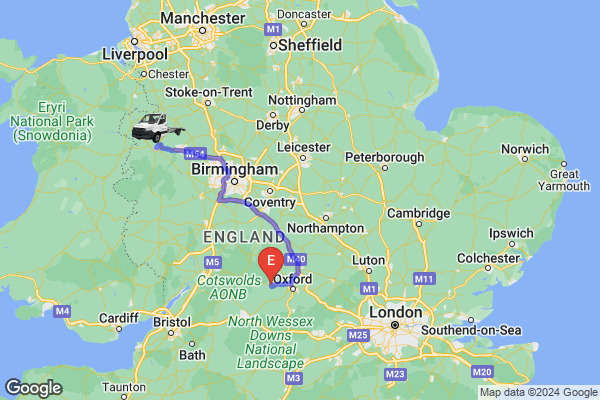 Manchester
Doncaster
M1
Liverpool
Sheffield
Chester
Stoke-on-Trent
Eryri
National Park
(Snowdonia)
Nottingham
Derby
M54
Leicester
Peterborough
Norwich
Birmingham
Great
Yarmouth
Coventry
Cambridge
Northampton
ENGLAND
Ipswich
M5
M40
Luton
Colchester
E
Cotswolds
AONB
Oxford
M1
M11
M4
Cardiff
Bristol
North Wessex
Downs
National
Landscape
London
Southend-on-Sea
M25
Bath
M20
M3
M23
Taunton
Google
Google
Map data ©2024 Google